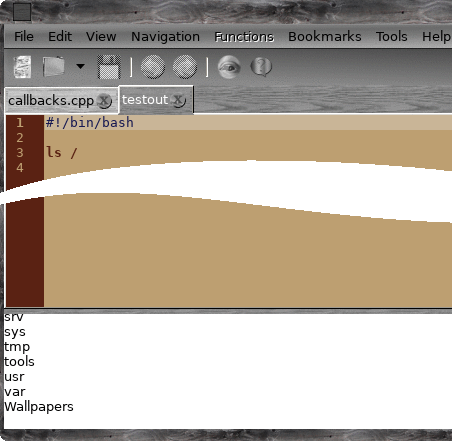 File Edit View Navigation Functions Bookmarks Tools Help
callbacks.cpp testout
1 #!/bin/bash
2
3 ls /
4
srv
sys
tmp
tools
usr
var
Wallpapers